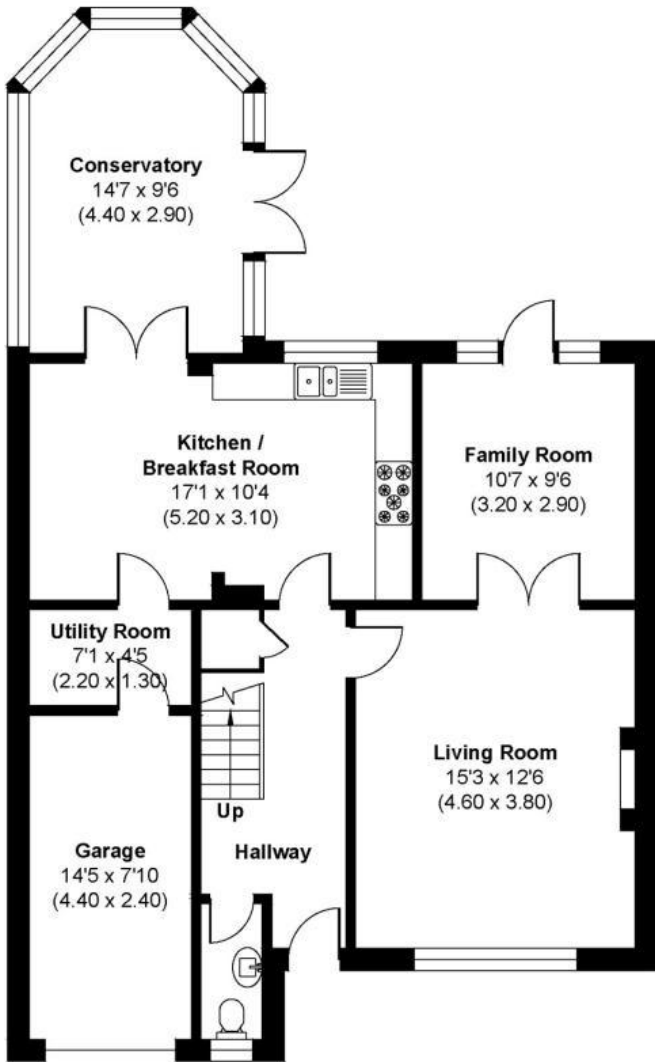 Conservatory
14'7 x 9'6
(4.40 x 2.90)
Kitchen /
Breakfast Room
17'1 x 10'4
(5.20 x 3.10)
Family Room
10'7 x 9'6
(3.20 x 2.90)
Utility Room
7'1 x 4'5
(2.20 x 1.30)
Living Room
15'3 x 12'6
(4.60 x 3.80)
Up
Hallway
Garage
14'5 x 7'10
(4.40 x 2.40)